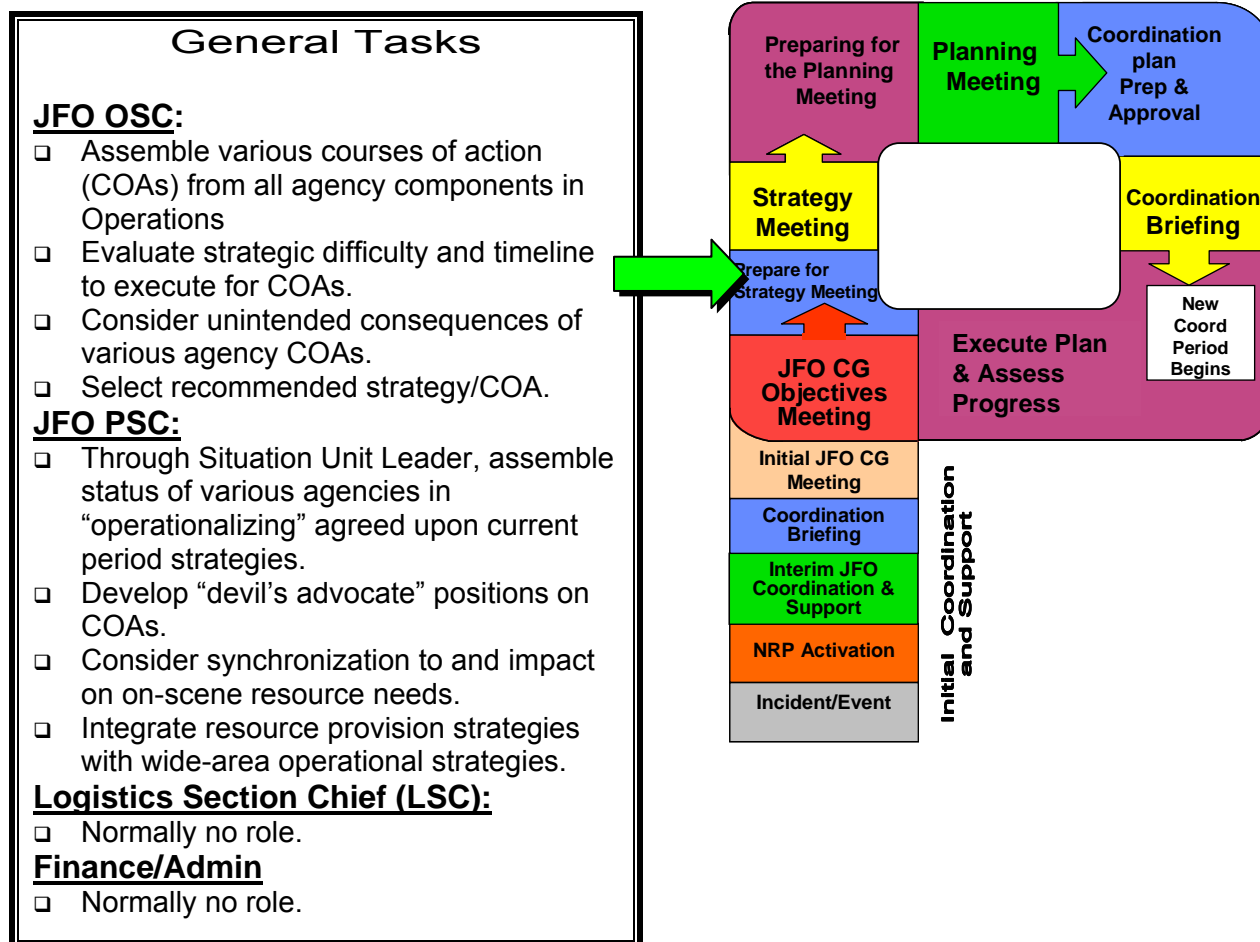 General Tasks
JFO OSC:
❑ Assemble various courses of action
(COAs) from all agency components in
Operations
❑ Evaluate strategic difficulty and timeline
to execute for COAs.
❑ Consider unintended consequences of
various agency COAs.
❑ Select recommended strategy/COA.
JFO PSC:
❑ Through Situation Unit Leader, assemble
status of various agencies in
“operationalizing” agreed upon current
period strategies.
❑ Develop “devil’s advocate” positions on
COAs.
❑ Consider synchronization to and impact
on on-scene resource needs.
❑ Integrate resource provision strategies
with wide-area operational strategies.
Logistics Section Chief (LSC):
❑ Normally no role.
Finance/Admin
❑ Normally no role.
Preparing for
the Planning
Meeting
Planning
Meeting
Coordination
plan
Prep &
Approval
Strategy
Meeting
Coordination
Briefing
Prepare for
Strategy Meeting
New
Coord
Period
Begins
Execute Plan
& Assess
Progress
JFO CG
Objectives
Meeting
Initial JFO CG
Meeting
Coordination
Briefing
Interim JFO
Coordination &
Support
NRP Activation
Incident/Event
Initial Coordination
and Support